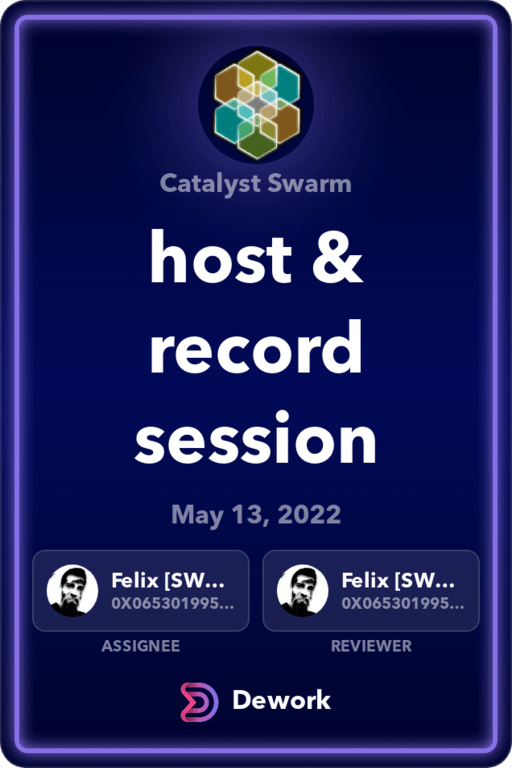 Catalyst Swarm
host &
record
session
May 13, 2022
Felix [SW... Felix [SW...
0X065301995... 0X065301995...
ASSIGNEE REVIEWER
Dework